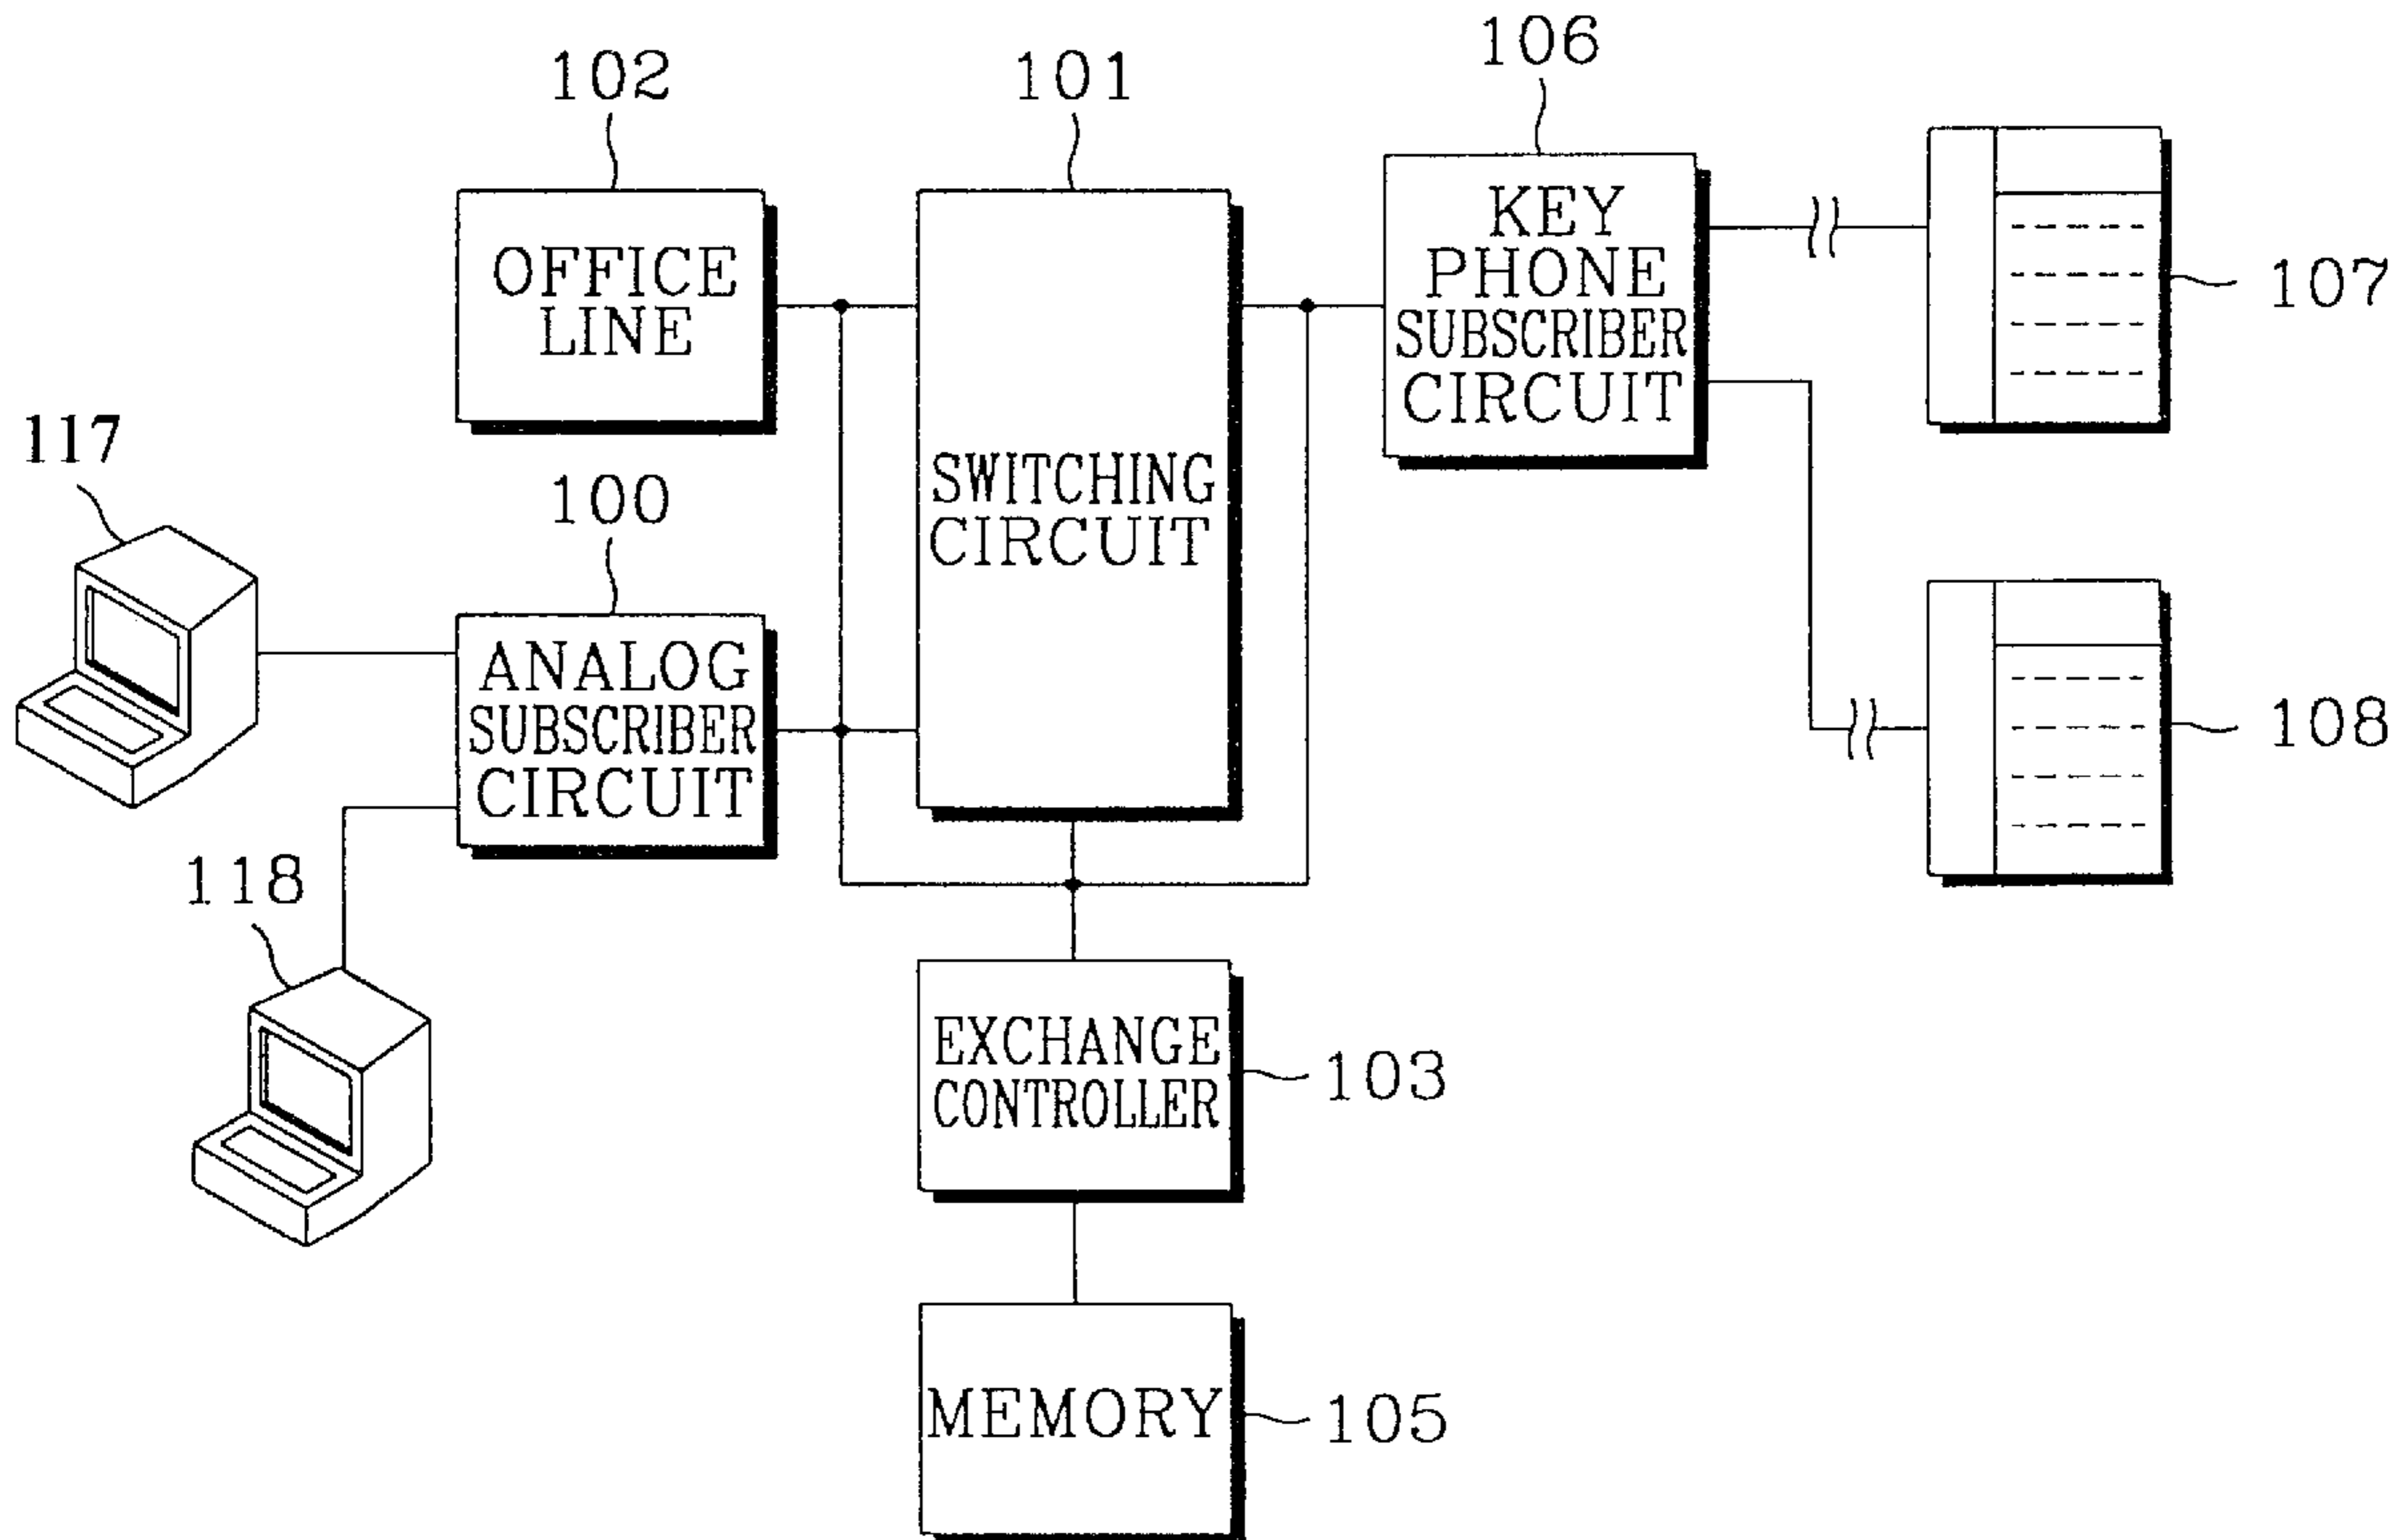 106
102
101
KEY
PHONE
SUBSCRIBER
CIRCUIT
OFFICE
LINE
107
117
100
SWITCHING
CIRCUIT
ANALOG
SUBSCRIBER
CIRCUIT
108
118
EXCHANGE
CONTROLLER
103
MEMORY
105